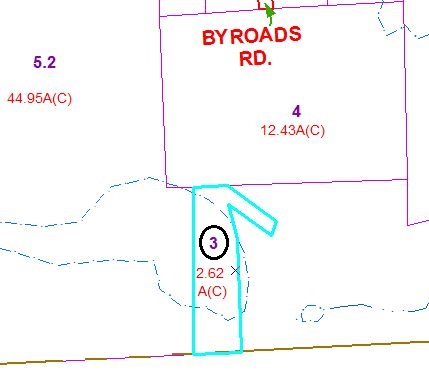 BYROADS
RD.
5.2
44.95A(C)
4
12.43A(C)
3
2.62
A(C)